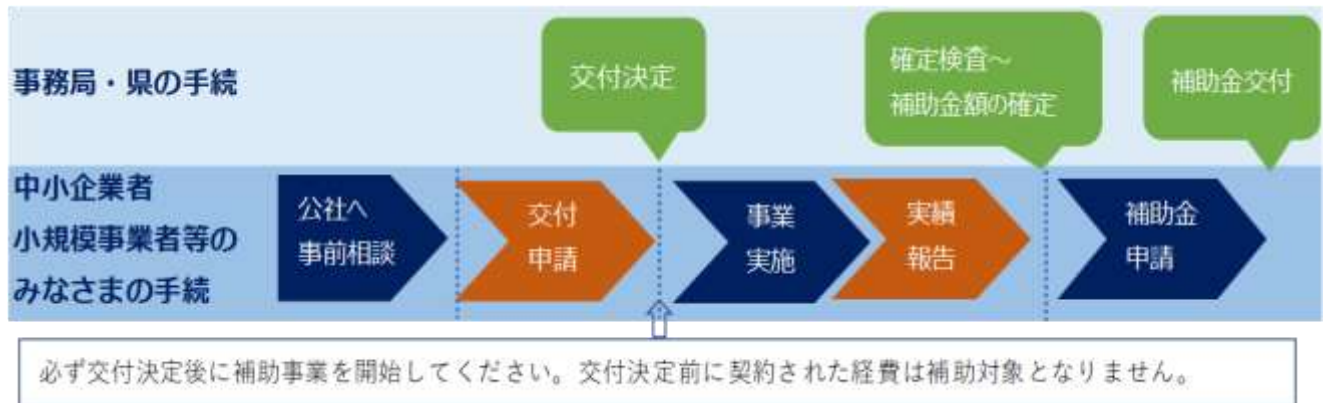 事務局・県の手続
交付決定
確定検査～
補助金額の確定
補助金交付
中小企業者
小規模事業者等の
みなさまの手続
公社へ
事前相談
交付
申請
事業
実施
実績
報告
補助金
申請
必ず交付決定後に補助事業を開始してください。交付決定前に契約された経費は補助対象となりません。